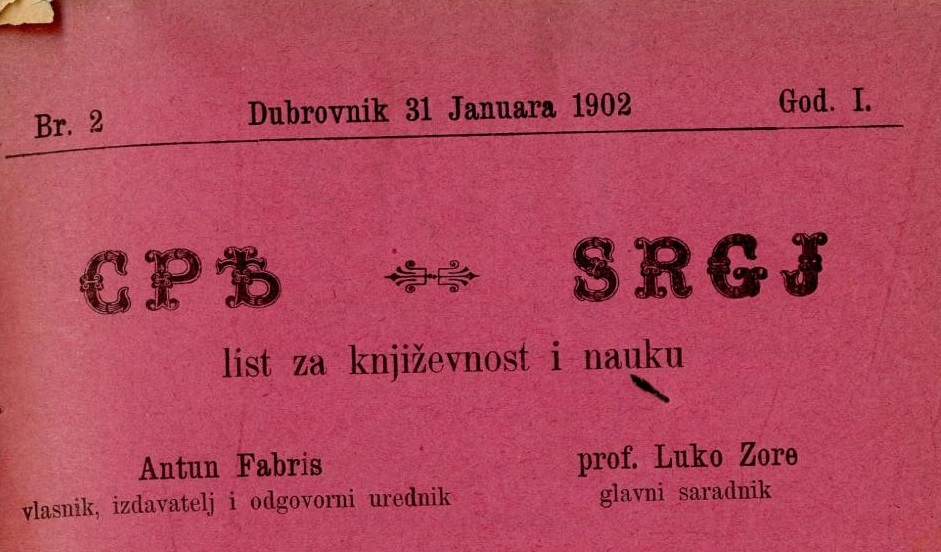 Br. 2 Dubrovnik 31 Januara 1902 God. I.
СРЂ SRGJ
list za književnost i nauku
Antun Fabris prof. Luko Zore
vlasnik, izdavatelj i odgovorni urednik glavni saradnik